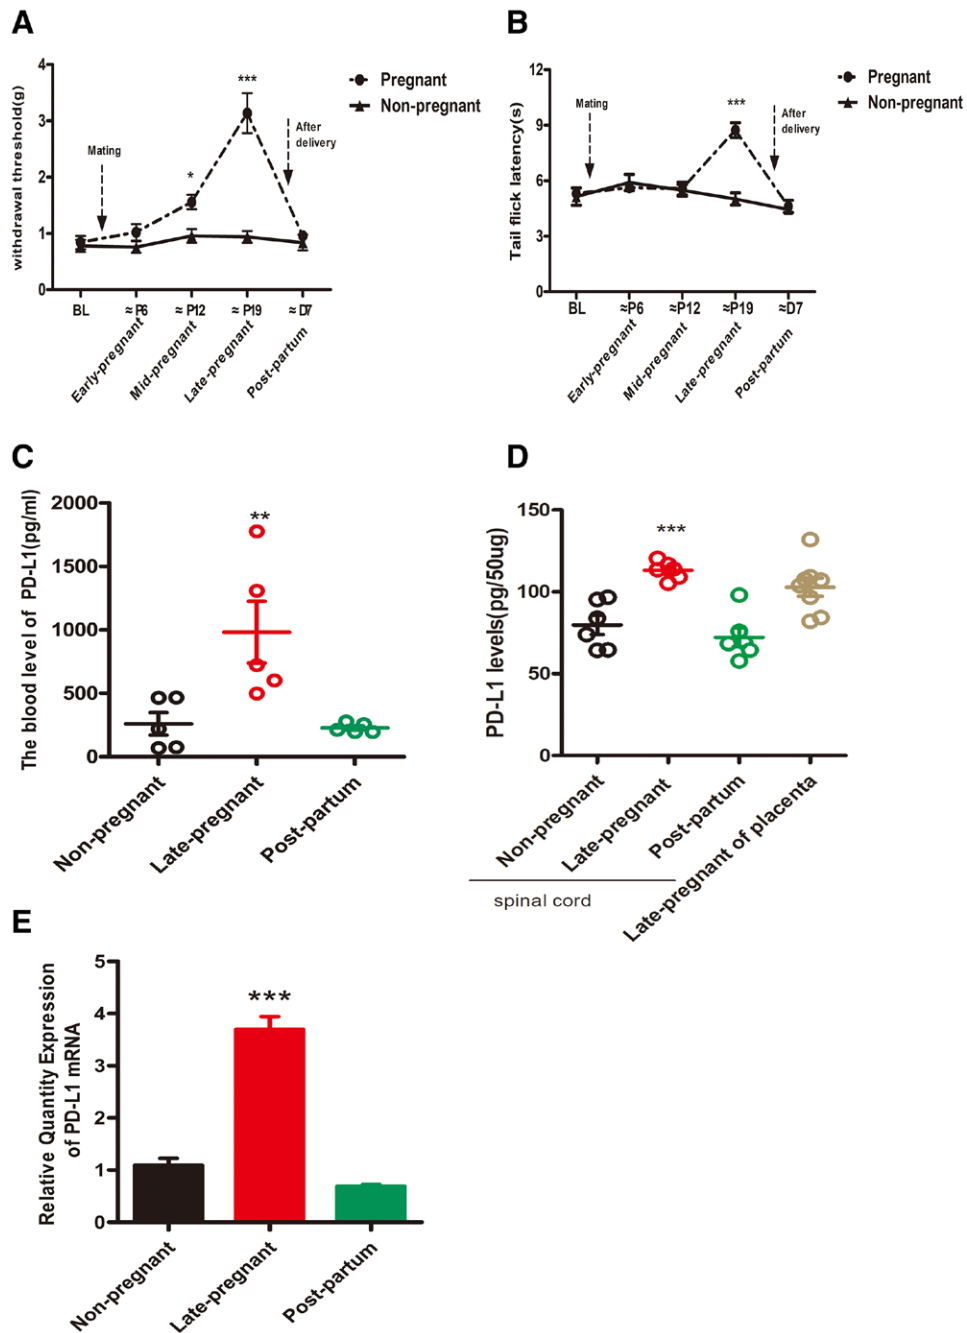 A
withdrawal threshold(g)
4
3
2
1
0
Mating
*
***
After
delivery
Pregnant
Non-pregnant
BL
≈ P6
≈ P12
≈ P19
≈ D7
Early-pregnant
Mid-pregnant
Late-pregnant
Post-partum
B
Tail flick latency(s)
12
9
6
3
0
Mating
***
After
delivery
Pregnant
Non-pregnant
BL
≈P6
≈P12
≈P19
≈D7
Early-pregnant
Mid-pregnant
Late-pregnant
Post-partum
C
The blood level of PD-L1(pg/ml)
2000
1500
1000
500
0
**
Non-pregnant
Late-pregnant
Post-partum
D
PD-L1 levels(pg/50ug)
150
100
50
0
***
Non-pregnant
Late-pregnant
Post-partum
Late-pregnant of placenta
spinal cord
E
Relative Quantity Expression
of PD-L1 mRNA
5
4
3
2
1
0
***
Non-pregnant
Late-pregnant
Post-partum